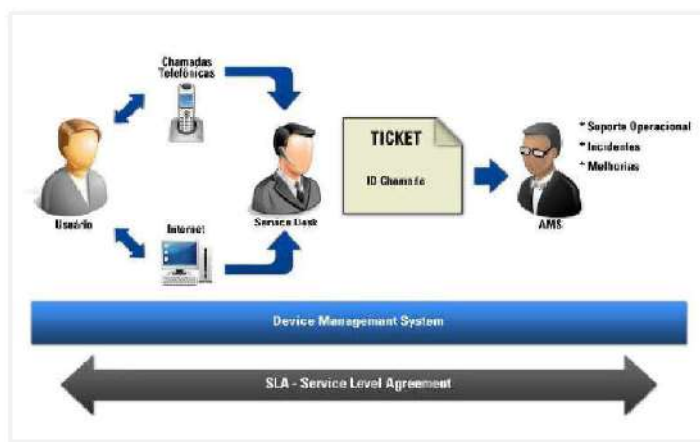 Chamadas
Telefônicas
Usuário
Internet
Service Desk
TICKET
ID Chamado
AMS
* Suporte Operacional
* Incidentes
* Melhorias
Device Management System
SLA - Service Level Agreement